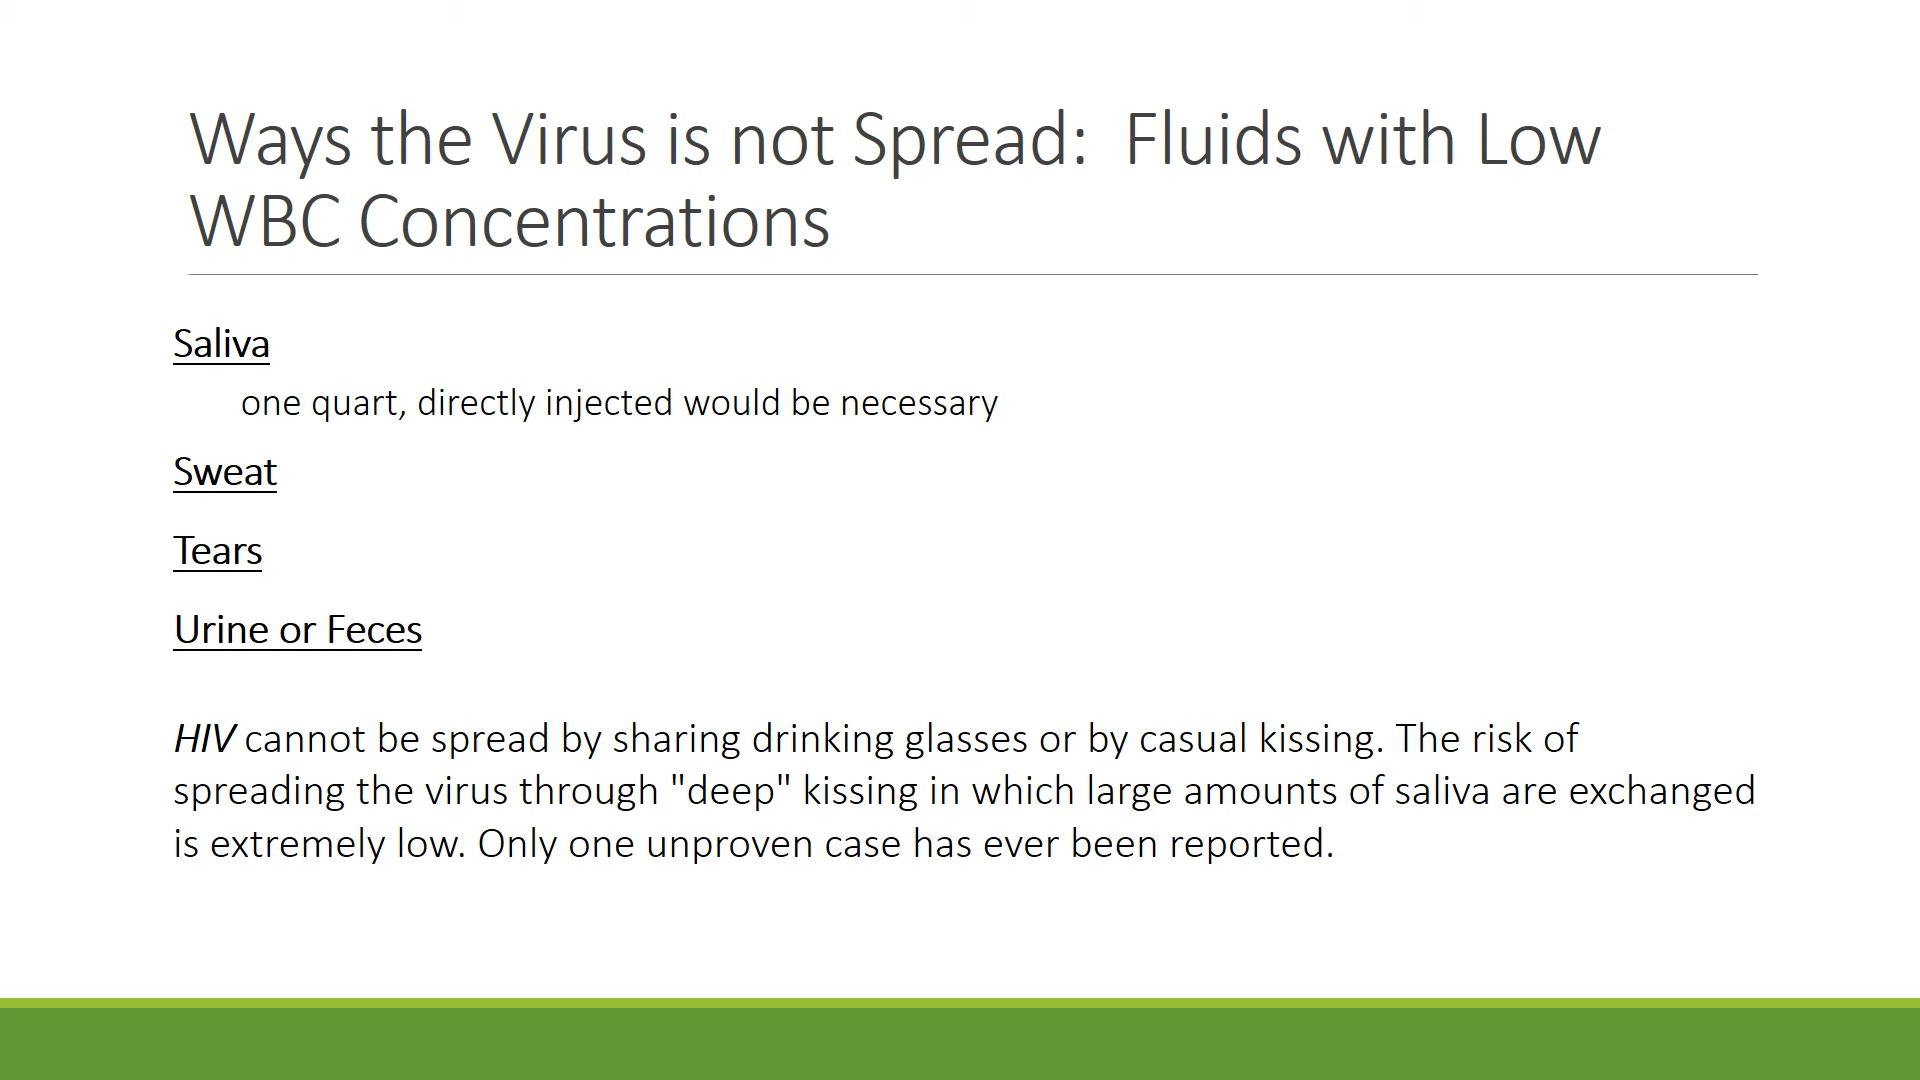 Ways the Virus is not Spread:  Fluids with Low
WBC Concentrations
Saliva
one quart, directly injected would be necessary
Sweat
Tears
Urine or Feces
HIV cannot be spread by sharing drinking glasses or by casual kissing. The risk of
spreading the virus through "deep" kissing in which large amounts of saliva are exchanged
is extremely low. Only one unproven case has ever been reported.